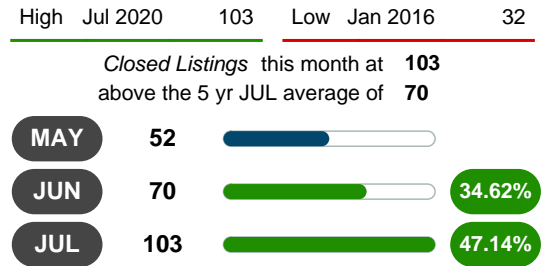 High Jul 2020 103 Low Jan 2016 32
Closed Listings this month at 103
above the 5 yr JUL average of 70
MAY 52
JUN 70 34.62%
JUL 103 47.14%